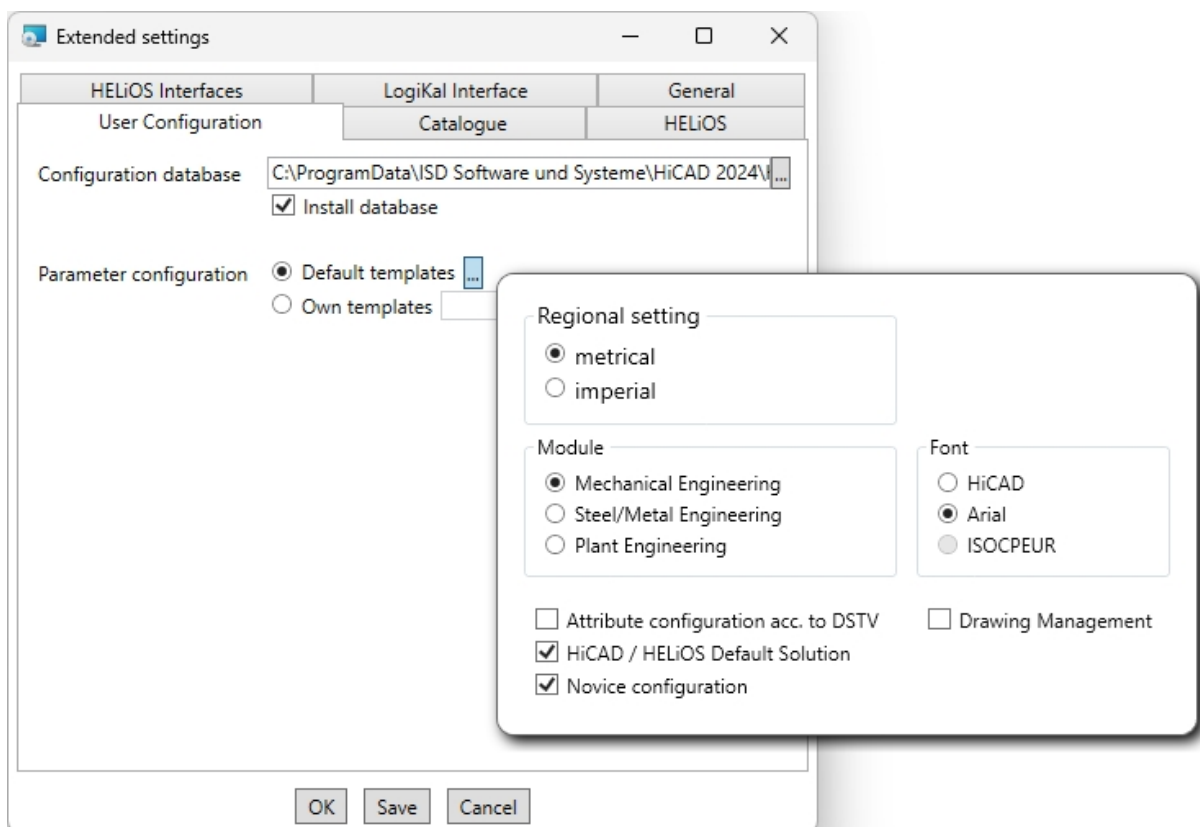 Extended settings
HELiOS Interfaces
LogiKal Interface
General
User Configuration
Catalogue
HELiOS
Configuration database
C:\ProgramData\ISD Software und Systeme\HiCAD 2024\
...
Install database
Parameter configuration
Default templates
...
Own templates
Regional setting
metrical
imperial
Module
Mechanical Engineering
Steel/Metal Engineering
Plant Engineering
Font
HiCAD
Arial
ISOCPEUR
Attribute configuration acc. to DSTV
HiCAD / HELiOS Default Solution
Novice configuration
Drawing Management
OK
Save
Cancel